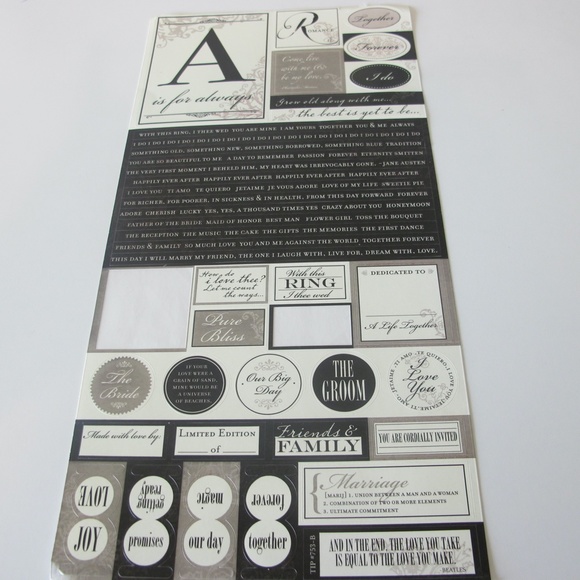 A
is for always
R
ROMANCE
Together
Forever
Come live
with me &
be my love.
I do
Grow old along with me...
the best is yet to be...
WITH THIS RING, I THEE WED YOU ARE MINE I AM YOURS TOGETHER YOU & ME ALWAYS
I DO I DO I DO I DO I DO I DO I DO I DO I DO I DO I DO I DO I DO I DO I DO I DO
SOMETHING OLD, SOMETHING NEW, SOMETHING BORROWED, SOMETHING BLUE TRADITION
YOU ARE SO BEAUTIFUL TO ME A DAY TO REMEMBER PASSION FOREVER ETERNITY SMITTEN
THE VERY FIRST MOMENT I BEHELD HIM, MY HEART WAS IRREVOCABLY GONE. ~JANE AUSTEN
HAPPILY EVER AFTER HAPPILY EVER AFTER HAPPILY EVER AFTER HAPPILY EVER AFTER
I LOVE YOU TI AMO TE QUIERO JETAIME JE VOUS ADORE LOVE OF MY LIFE SWEETIE PIE
FOR RICHER, FOR POORER, IN SICKNESS & IN HEALTH, FROM THIS DAY FORWARD FOREVER
ADORE CHERISH LUCKY YES, YES, A THOUSAND TIMES YES CRAZY ABOUT YOU HONEYMOON
FATHER OF THE BRIDE MAID OF HONOR BEST MAN FLOWER GIRL TOSS THE BOUQUET
THE RECEPTION THE MUSIC THE CAKE THE GIFTS THE MEMORIES THE FIRST DANCE
FRIENDS & FAMILY SO MUCH LOVE YOU AND ME AGAINST THE WORLD TOGETHER FOREVER
THIS DAY I WILL MARRY MY FRIEND, THE ONE I LAUGH WITH, LIVE FOR, DREAM WITH, LOVE.
How do
i love thee?
Let me count
the ways...
With this
RING
I thee wed
DEDICATED TO
A Life Together
Pure
Bliss
The
Bride
IF YOUR
LOVE WERE A
GRAIN OF SAND,
MINE WOULD BE
A UNIVERSE
OF BEACHES.
Our Big
Day
THE
GROOM
TI AMO · TE QUIERO · I LOVE YOU · JETAIME
I
Love
You
Made with love by:
LIMITED EDITION
of
Friends &
FAMILY
YOU ARE CORDIALLY INVITED
LOVE
JOY
getting
ready
promises
magic
our day
forever
together
Marriage
[MARIJ] 1. UNION BETWEEN A MAN AND A WOMAN
2. COMBINATION OF TWO OR MORE ELEMENTS
3. ULTIMATE COMMITMENT
TIP #753-B
AND IN THE END, THE LOVE YOU TAKE
IS EQUAL TO THE LOVE YOU MAKE.
BEATLES